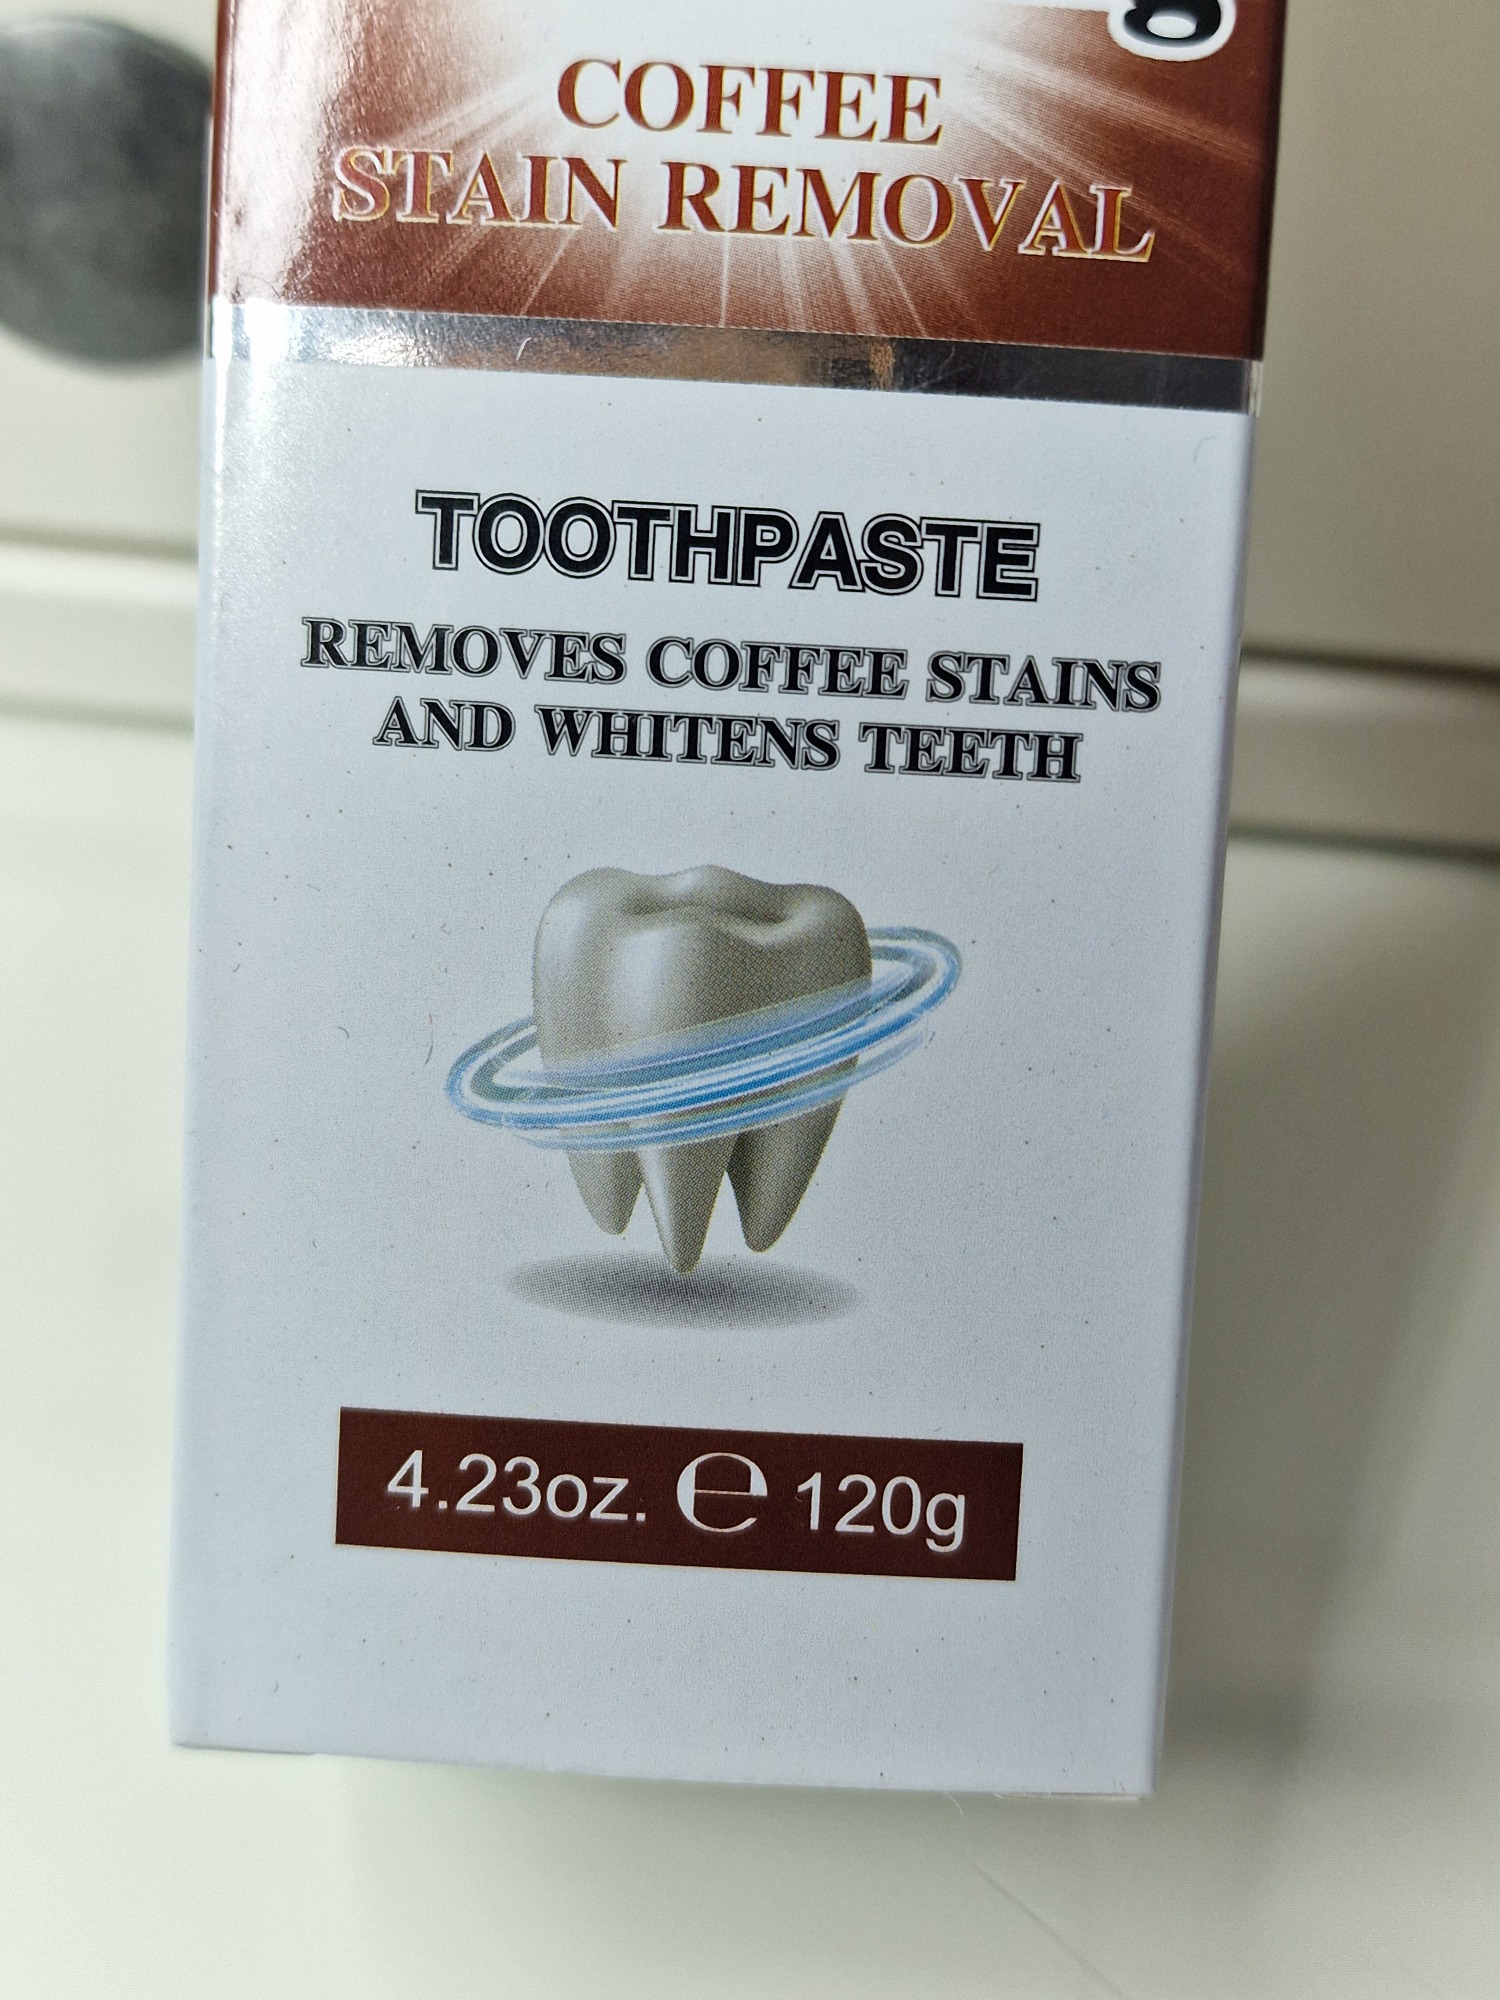 COFFEE
STAIN REMOVAL
TOOTHPASTE
REMOVES COFFEE STAINS
AND WHITENS TEETH
4.23oz. ℮ 120g